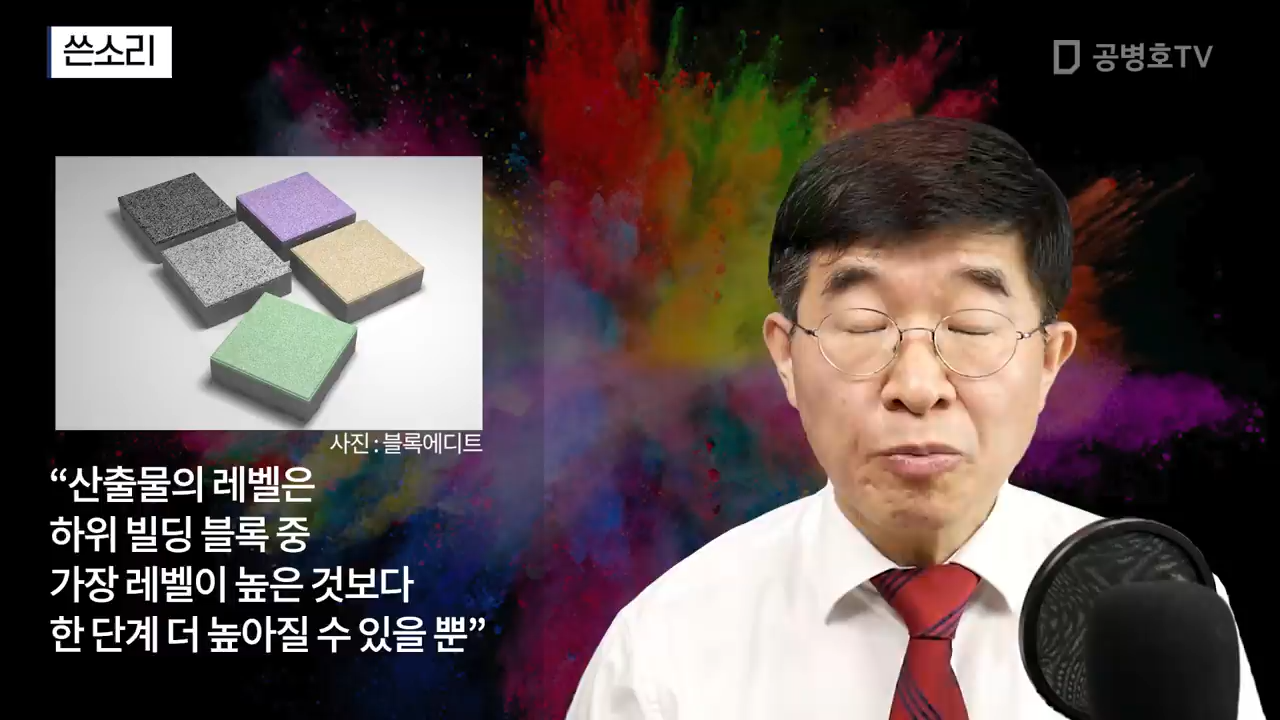 쓴소리
공병호TV
사진 : 블록에디트
“산출물의 레벨은
하위 빌딩 블록 중
가장 레벨이 높은 것보다
한 단계 더 높아질 수 있을 뿐”